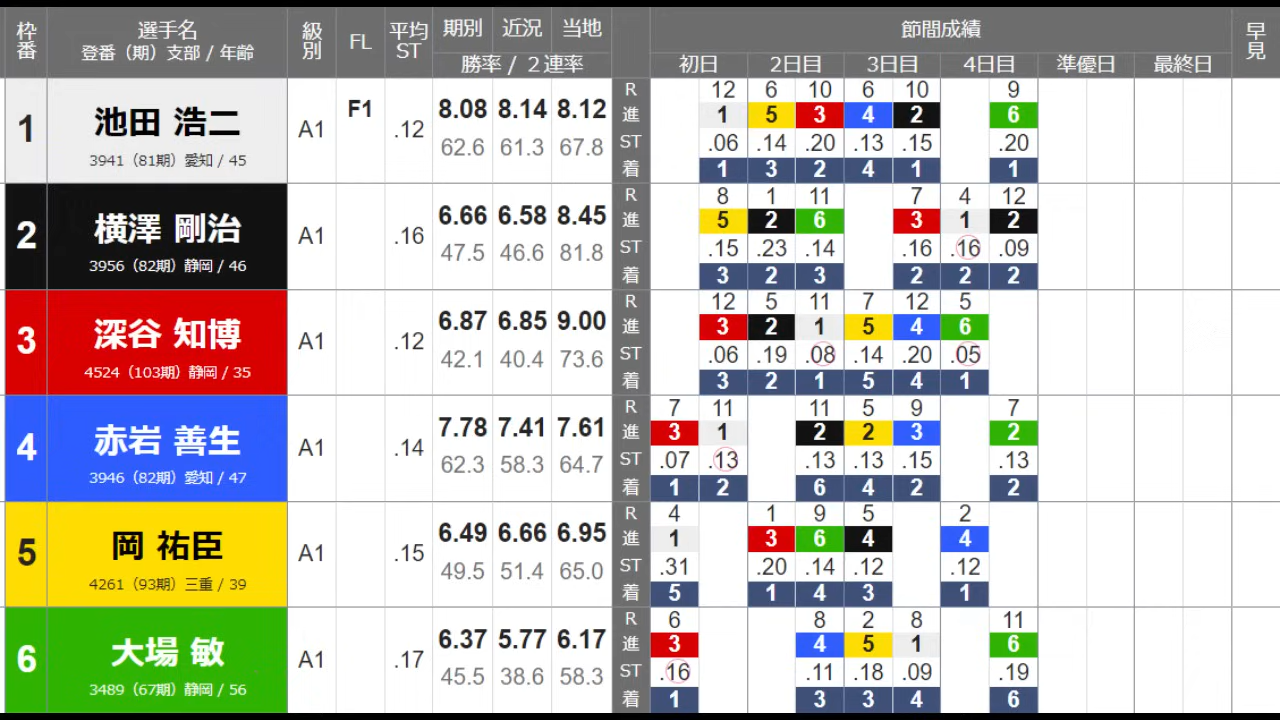 枠番 選手名 級別 FL 平均ST 期別 近況 当地 節間成績 早見
登番（期）支部 / 年齢 勝率 / ２連率 初日 2日目 3日目 4日目 準優日 最終日
R 12 6 10 6 10 9
1 池田 浩二 A1 F1 .12 8.08 8.14 8.12 進 1 5 3 4 2 6
3941（81期）愛知 / 45 62.6 61.3 67.8 ST .06 .14 .20 .13 .15 .20
着 1 3 2 4 1 1
R 8 1 11 7 4 12
2 横澤 剛治 A1 .16 6.66 6.58 8.45 進 5 2 6 3 1 2
3956（82期）静岡 / 46 47.5 46.6 81.8 ST .15 .23 .14 .16 .16 .09
着 3 2 3 2 2 2
R 12 5 11 7 12 5
3 深谷 知博 A1 .12 6.87 6.85 9.00 進 3 2 1 5 4 6
4524（103期）静岡 / 35 42.1 40.4 73.6 ST .06 .19 .08 .14 .20 .05
着 3 2 1 5 4 1
R 7 11 11 5 9 7
4 赤岩 善生 A1 .14 7.78 7.41 7.61 進 3 1 2 2 3 2
3946（82期）愛知 / 47 62.3 58.3 64.7 ST .07 .13 .13 .13 .15 .13
着 1 2 6 4 2 2
R 4 1 9 5 2
5 岡 祐臣 A1 .15 6.49 6.66 6.95 進 1 3 6 4 4
4261（93期）三重 / 39 49.5 51.4 65.0 ST .31 .20 .14 .12 .12
着 5 1 4 3 1
R 6 8 2 8 11
6 大場 敏 A1 .17 6.37 5.77 6.17 進 3 4 5 1 6
3489（67期）静岡 / 56 45.5 38.6 58.3 ST .16 .11 .18 .09 .19
着 1 3 3 4 6